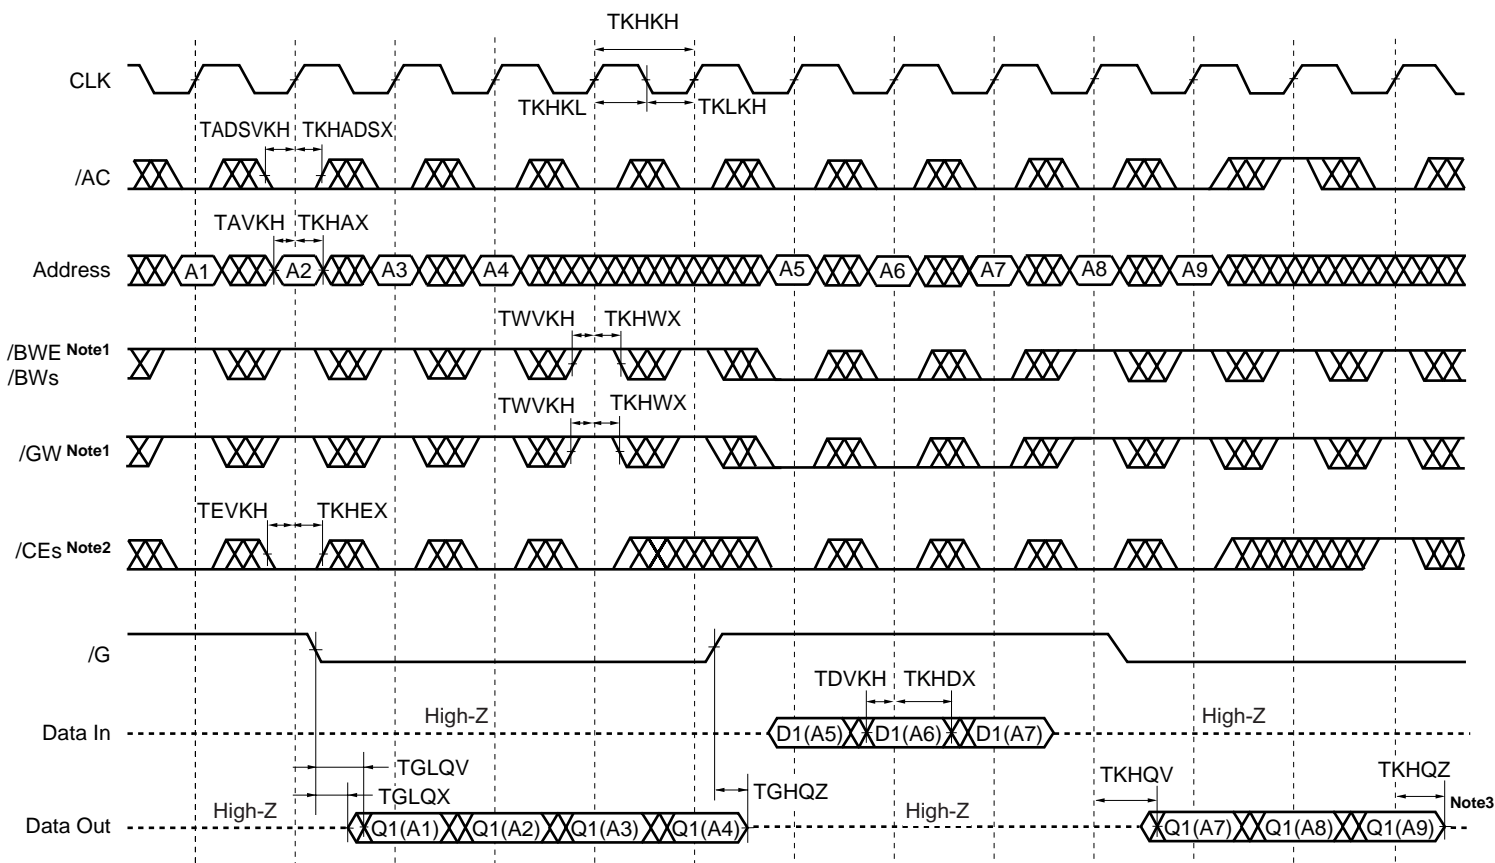 TKHKH
CLK
TKHKL
TKLKH
TADSVKH
TKHADSX
/AC
TAVKH
TKHAX
Address
A1
A2
A3
A4
A5
A6
A7
A8
A9
TWVKH
TKHWX
/BWE Note1
/BWs
TWVKH
TKHWX
/GW Note1
TEVKH
TKHEX
/CEs Note2
/G
TDVKH
TKHDX
High-Z
High-Z
Data In
D1(A5)
D1(A6)
D1(A7)
TGLQV
TGLQX
TGHQZ
TKHQV
TKHQZ
Note3
High-Z
High-Z
Data Out
Q1(A1)
Q1(A2)
Q1(A3)
Q1(A4)
Q1(A7)
Q1(A8)
Q1(A9)